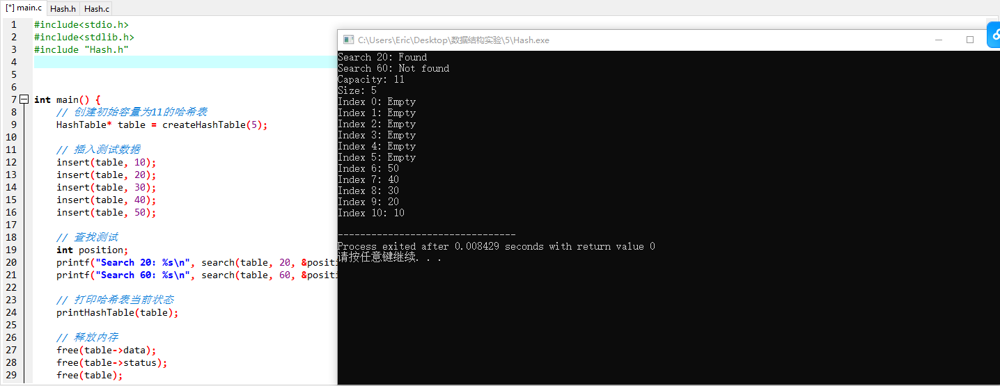 [*] main.c Hash.h Hash.c
1 #include<stdio.h>
2 #include<stdlib.h>
3 #include "Hash.h"
4
5
6
7 int main() {
8 // 创建初始容量为11的哈希表
9 HashTable* table = createHashTable(5);
10
11 // 插入测试数据
12 insert(table, 10);
13 insert(table, 20);
14 insert(table, 30);
15 insert(table, 40);
16 insert(table, 50);
17
18 // 查找测试
19 int position;
20 printf("Search 20: %s\n", search(table, 20, &positi
21 printf("Search 60: %s\n", search(table, 60, &positi
22
23 // 打印哈希表当前状态
24 printHashTable(table);
25
26 // 释放内存
27 free(table->data);
28 free(table->status);
29 free(table);
C:\Users\Eric\Desktop\数据结构实验\5\Hash.exe
Search 20: Found
Search 60: Not found
Capacity: 11
Size: 5
Index 0: Empty
Index 1: Empty
Index 2: Empty
Index 3: Empty
Index 4: Empty
Index 5: Empty
Index 6: 50
Index 7: 40
Index 8: 30
Index 9: 20
Index 10: 10
--------------------------------
Process exited after 0.008429 seconds with return value 0
请按任意键继续. . .